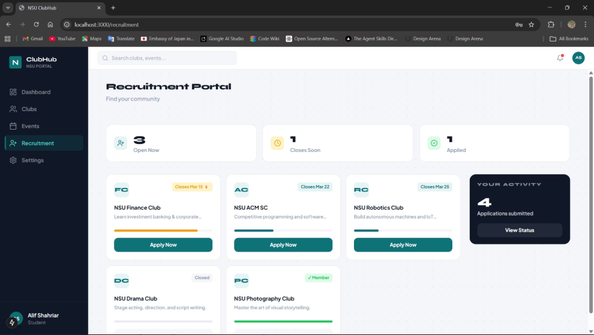 NSU ClubHub
localhost:3000/recruitment
Gmail
YouTube
Maps
Translate
Embassy of Japan in...
Google AI Studio
Code Wiki
Open Source Altern...
The Agent Skills Dir...
Design Arena
Design Arena
All Bookmarks
N
ClubHub
NSU PORTAL
Search clubs, events...
AS
Dashboard
Clubs
Events
Recruitment
Settings
Recruitment Portal
Find your community
3
Open Now
1
Closes Soon
1
Applied
FC
Closes Mar 15
NSU Finance Club
Learn investment banking & corporate...
Apply Now
AC
Closes Mar 22
NSU ACM SC
Competitive programming and software...
Apply Now
RC
Closes Mar 25
NSU Robotics Club
Build autonomous machines and IoT...
Apply Now
YOUR ACTIVITY
4
Applications submitted
View Status
DC
Closed
NSU Drama Club
Stage acting, direction, and script writing.
PC
✓ Member
NSU Photography Club
Master the art of visual storytelling.
Alif Shahriar
Student